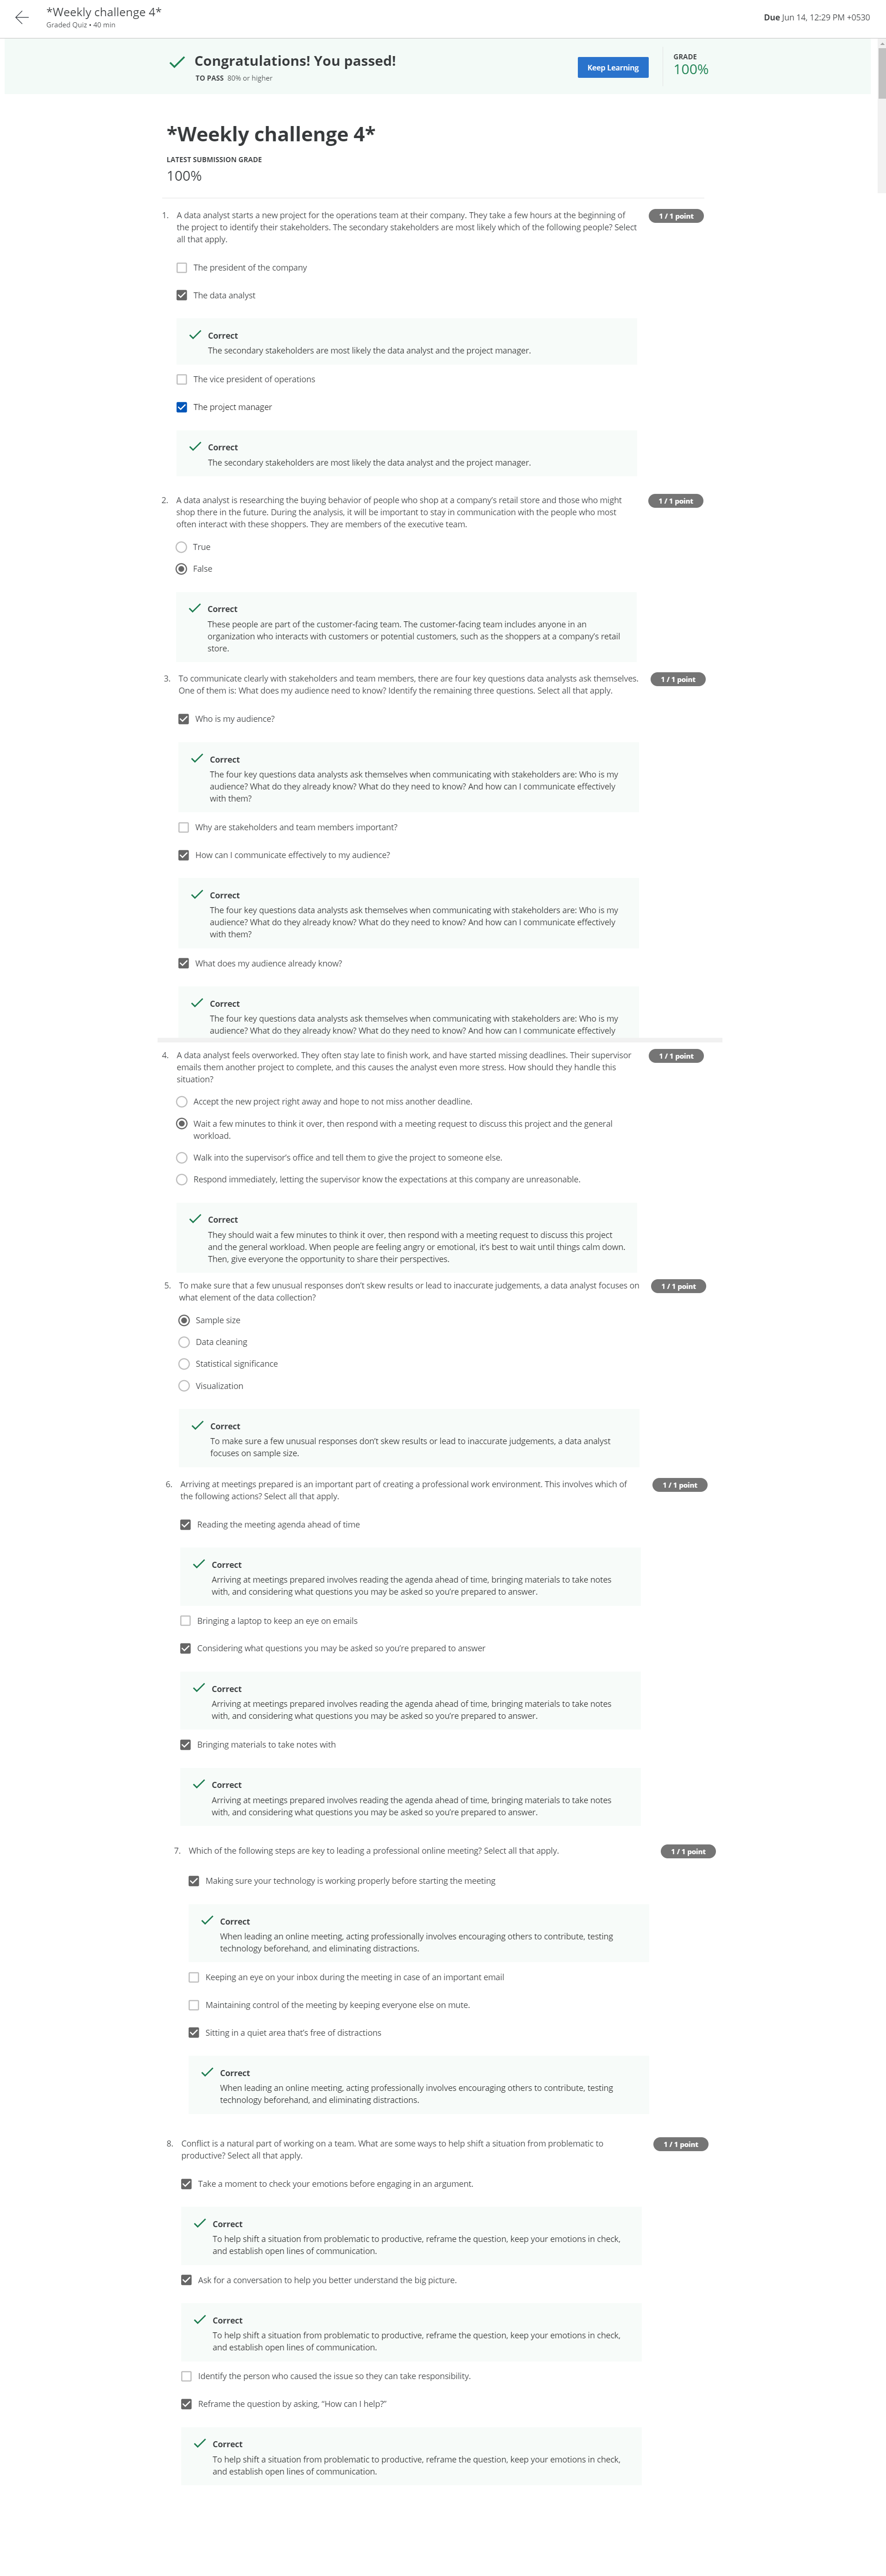 *Weekly challenge 4*
Graded Quiz • 40 min
Due Jun 14, 12:29 PM +0530
Congratulations! You passed!
TO PASS 80% or higher
Keep Learning
GRADE
100%
*Weekly challenge 4*
LATEST SUBMISSION GRADE
100%
1. A data analyst starts a new project for the operations team at their company. They take a few hours at the beginning of
the project to identify their stakeholders. The secondary stakeholders are most likely which of the following people? Select
all that apply.
1 / 1 point
The president of the company
The data analyst
Correct
The secondary stakeholders are most likely the data analyst and the project manager.
The vice president of operations
The project manager
Correct
The secondary stakeholders are most likely the data analyst and the project manager.
2. A data analyst is researching the buying behavior of people who shop at a company's retail store and those who might
shop there in the future. During the analysis, it will be important to stay in communication with the people who most
often interact with these shoppers. They are members of the executive team.
1 / 1 point
True
False
Correct
These people are part of the customer-facing team. The customer-facing team includes anyone in an
organization who interacts with customers or potential customers, such as the shoppers at a company's retail
store.
3. To communicate clearly with stakeholders and team members, there are four key questions data analysts ask themselves.
One of them is: What does my audience need to know? Identify the remaining three questions. Select all that apply.
1 / 1 point
Who is my audience?
Correct
The four key questions data analysts ask themselves when communicating with stakeholders are: Who is my
audience? What do they already know? What do they need to know? And how can I communicate effectively
with them?
Why are stakeholders and team members important?
How can I communicate effectively to my audience?
Correct
The four key questions data analysts ask themselves when communicating with stakeholders are: Who is my
audience? What do they already know? What do they need to know? And how can I communicate effectively
with them?
What does my audience already know?
Correct
The four key questions data analysts ask themselves when communicating with stakeholders are: Who is my
audience? What do they already know? What do they need to know? And how can I communicate effectively
4. A data analyst feels overworked. They often stay late to finish work, and have started missing deadlines. Their supervisor
emails them another project to complete, and this causes the analyst even more stress. How should they handle this
situation?
1 / 1 point
Accept the new project right away and hope to not miss another deadline.
Wait a few minutes to think it over, then respond with a meeting request to discuss this project and the general
workload.
Walk into the supervisor's office and tell them to give the project to someone else.
Respond immediately, letting the supervisor know the expectations at this company are unreasonable.
Correct
They should wait a few minutes to think it over, then respond with a meeting request to discuss this project
and the general workload. When people are feeling angry or emotional, it's best to wait until things calm down.
Then, give everyone the opportunity to share their perspectives.
5. To make sure that a few unusual responses don't skew results or lead to inaccurate judgements, a data analyst focuses on
what element of the data collection?
1 / 1 point
Sample size
Data cleaning
Statistical significance
Visualization
Correct
To make sure a few unusual responses don't skew results or lead to inaccurate judgements, a data analyst
focuses on sample size.
6. Arriving at meetings prepared is an important part of creating a professional work environment. This involves which of
the following actions? Select all that apply.
1 / 1 point
Reading the meeting agenda ahead of time
Correct
Arriving at meetings prepared involves reading the agenda ahead of time, bringing materials to take notes
with, and considering what questions you may be asked so you're prepared to answer.
Bringing a laptop to keep an eye on emails
Considering what questions you may be asked so you're prepared to answer
Correct
Arriving at meetings prepared involves reading the agenda ahead of time, bringing materials to take notes
with, and considering what questions you may be asked so you're prepared to answer.
Bringing materials to take notes with
Correct
Arriving at meetings prepared involves reading the agenda ahead of time, bringing materials to take notes
with, and considering what questions you may be asked so you're prepared to answer.
7. Which of the following steps are key to leading a professional online meeting? Select all that apply.
1 / 1 point
Making sure your technology is working properly before starting the meeting
Correct
When leading an online meeting, acting professionally involves encouraging others to contribute, testing
technology beforehand, and eliminating distractions.
Keeping an eye on your inbox during the meeting in case of an important email
Maintaining control of the meeting by keeping everyone else on mute.
Sitting in a quiet area that's free of distractions
Correct
When leading an online meeting, acting professionally involves encouraging others to contribute, testing
technology beforehand, and eliminating distractions.
8. Conflict is a natural part of working on a team. What are some ways to help shift a situation from problematic to
productive? Select all that apply.
1 / 1 point
Take a moment to check your emotions before engaging in an argument.
Correct
To help shift a situation from problematic to productive, reframe the question, keep your emotions in check,
and establish open lines of communication.
Ask for a conversation to help you better understand the big picture.
Correct
To help shift a situation from problematic to productive, reframe the question, keep your emotions in check,
and establish open lines of communication.
Identify the person who caused the issue so they can take responsibility.
Reframe the question by asking, "How can I help?"
Correct
To help shift a situation from problematic to productive, reframe the question, keep your emotions in check,
and establish open lines of communication.